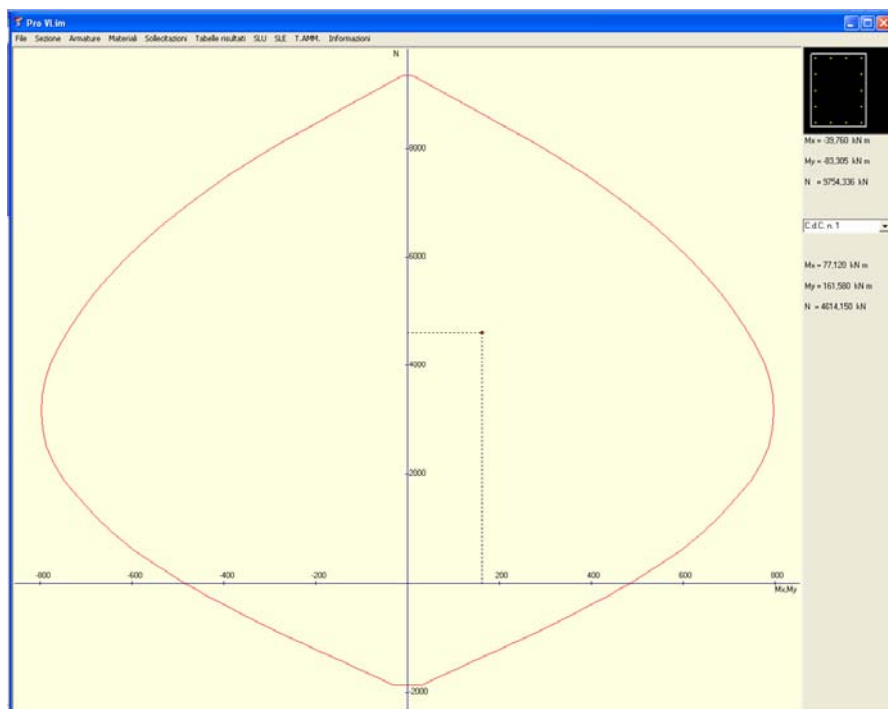 Pro VLim
File Sezione Armature Materiali Sollecitazioni Tabelle risultati SLU SLE T.AMM. Informazioni
N
8000
6000
4000
2000
-800 -600 -400 -200 200 400 600 800
Mx,My
-2000
Mx = -39,760 kN m
My = -83,305 kN m
N = 9754,336 kN
C.d.C. n. 1
Mx = 77,120 kN m
My = 161,580 kN m
N = 4614,150 kN